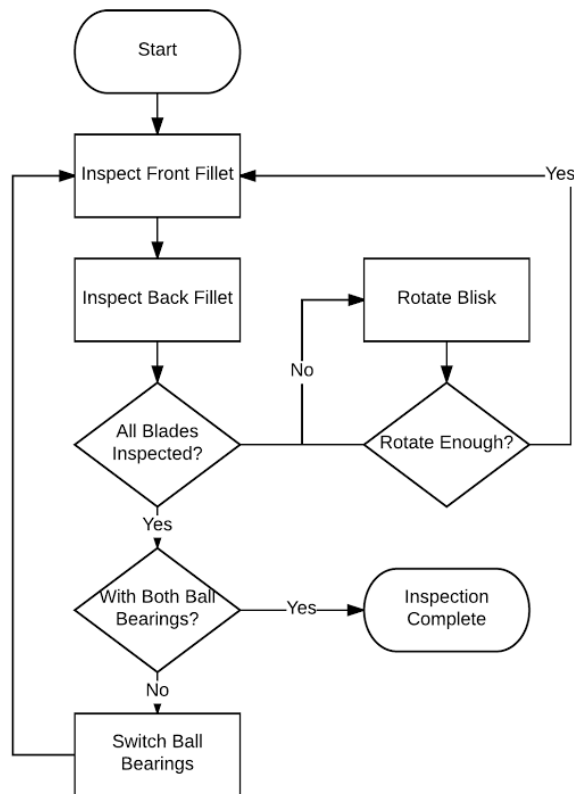 Start
Inspect Front Fillet
Yes
Inspect Back Fillet
Rotate Blisk
No
All Blades
Inspected?
Rotate Enough?
Yes
With Both Ball
Bearings?
Yes
Inspection
Complete
No
Switch Ball
Bearings